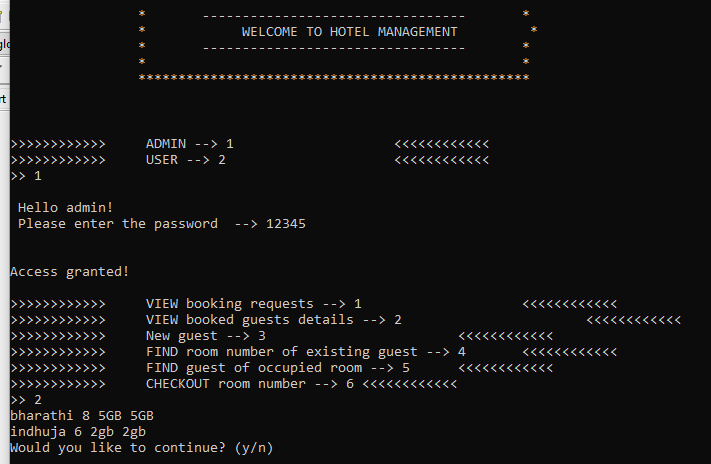 *       ---------------------------------       *
*            WELCOME TO HOTEL MANAGEMENT         *
*       ---------------------------------       *
*                                               *
*************************************************
>>>>>>>>>>>>     ADMIN --> 1                    <<<<<<<<<<<<
>>>>>>>>>>>>     USER --> 2                     <<<<<<<<<<<<
>> 1
Hello admin!
Please enter the password  --> 12345
Access granted!
>>>>>>>>>>>>     VIEW booking requests --> 1                    <<<<<<<<<<<<
>>>>>>>>>>>>     VIEW booked guests details --> 2                       <<<<<<<<<<<<
>>>>>>>>>>>>     New guest --> 3                        <<<<<<<<<<<<
>>>>>>>>>>>>     FIND room number of existing guest --> 4       <<<<<<<<<<<<
>>>>>>>>>>>>     FIND guest of occupied room --> 5      <<<<<<<<<<<<
>>>>>>>>>>>>     CHECKOUT room number --> 6 <<<<<<<<<<<<
>> 2
bharathi 8 5GB 5GB
indhuja 6 2gb 2gb
Would you like to continue? (y/n)